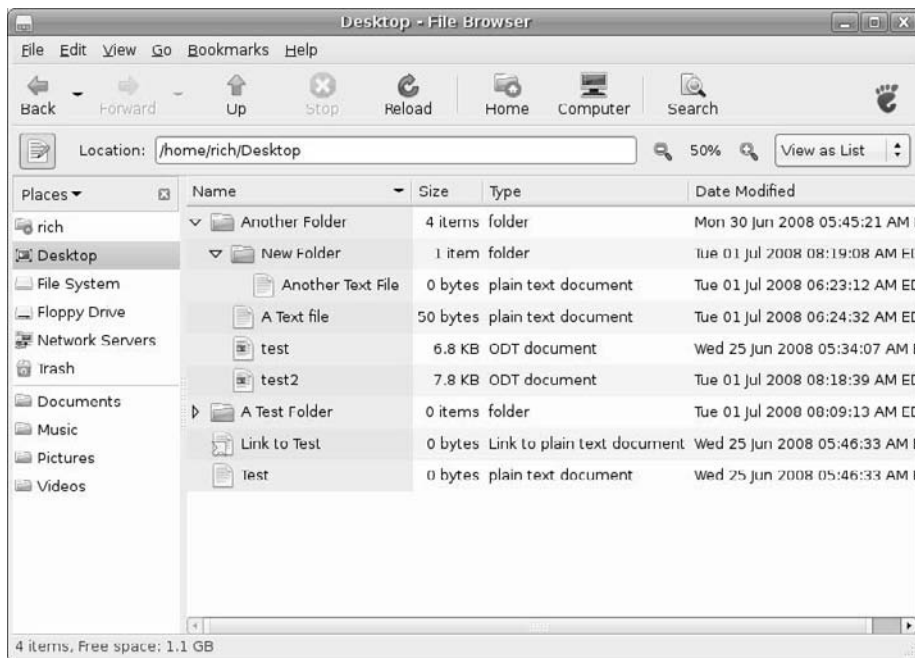 Desktop - File Browser
File Edit View Go Bookmarks Help
Back Forward Up Stop Reload Home Computer Search
Location: /home/rich/Desktop 50% View as List
Places Name Size Type Date Modified
rich
Desktop
File System
Floppy Drive
Network Servers
Trash
Documents
Music
Pictures
Videos
Another Folder 4 items folder Mon 30 Jun 2008 05:45:21 AM
New Folder 1 item folder Tue 01 Jul 2008 08:19:08 AM ED
Another Text File 0 bytes plain text document Tue 01 Jul 2008 06:23:12 AM ED
A Text file 50 bytes plain text document Tue 01 Jul 2008 06:24:32 AM ED
test 6.8 KB ODT document Wed 25 Jun 2008 05:34:07 AM
test2 7.8 KB ODT document Tue 01 Jul 2008 08:18:39 AM ED
A Test Folder 0 items folder Tue 01 Jul 2008 08:09:13 AM ED
Link to Test 0 bytes Link to plain text document Wed 25 Jun 2008 05:46:33 AM
Test 0 bytes plain text document Wed 25 Jun 2008 05:46:33 AM
4 items, Free space: 1.1 GB